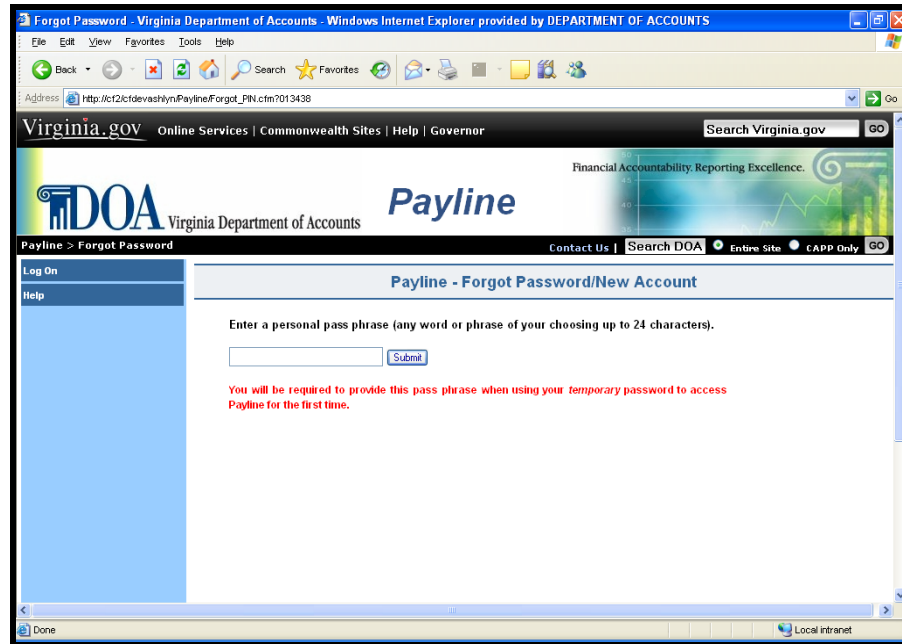 Forgot Password - Virginia Department of Accounts - Windows Internet Explorer provided by DEPARTMENT OF ACCOUNTS
File Edit View Favorites Tools Help
Back Search Favorites
Address http://cf2/cfdevashlyn/Payline/Forgot_PIN.cfm?013438 Go
Virginia.gov Online Services | Commonwealth Sites | Help | Governor Search Virginia.gov GO
Financial Accountability. Reporting Excellence.
DOA Virginia Department of Accounts Payline
Payline > Forgot Password Contact Us | Search DOA Entire Site CAPP Only GO
Log On
Help
Payline - Forgot Password/New Account
Enter a personal pass phrase (any word or phrase of your choosing up to 24 characters).
Submit
You will be required to provide this pass phrase when using your temporary password to access
Payline for the first time.
Done Local intranet